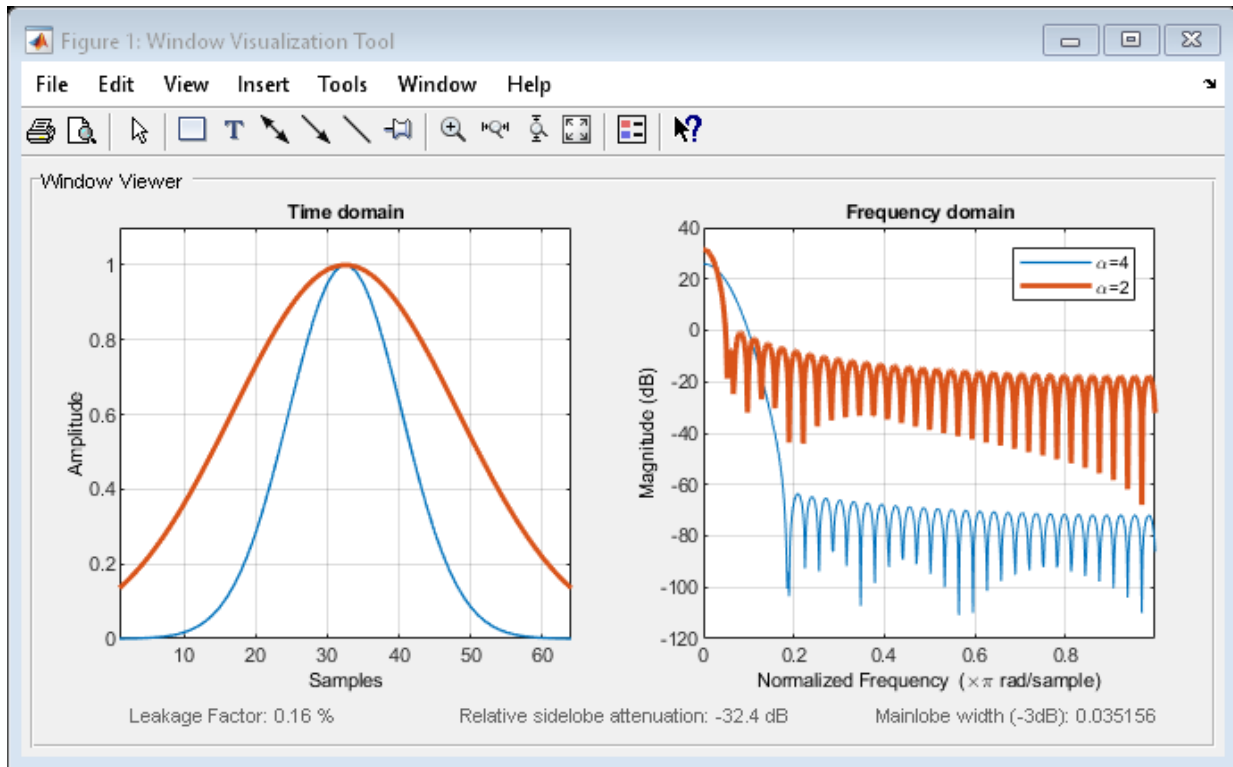 Figure 1: Window Visualization Tool
File Edit View Insert Tools Window Help
T ?
Window Viewer
Time domain
1
0.8
0.6
0.4
0.2
0
Amplitude
10 20 30 40 50 60
Samples
Frequency domain
α=4
α=2
40
20
0
-20
-40
-60
-80
-100
-120
Magnitude (dB)
0 0.2 0.4 0.6 0.8
Normalized Frequency (×π rad/sample)
Leakage Factor: 0.16 % Relative sidelobe attenuation: -32.4 dB Mainlobe width (-3dB): 0.035156